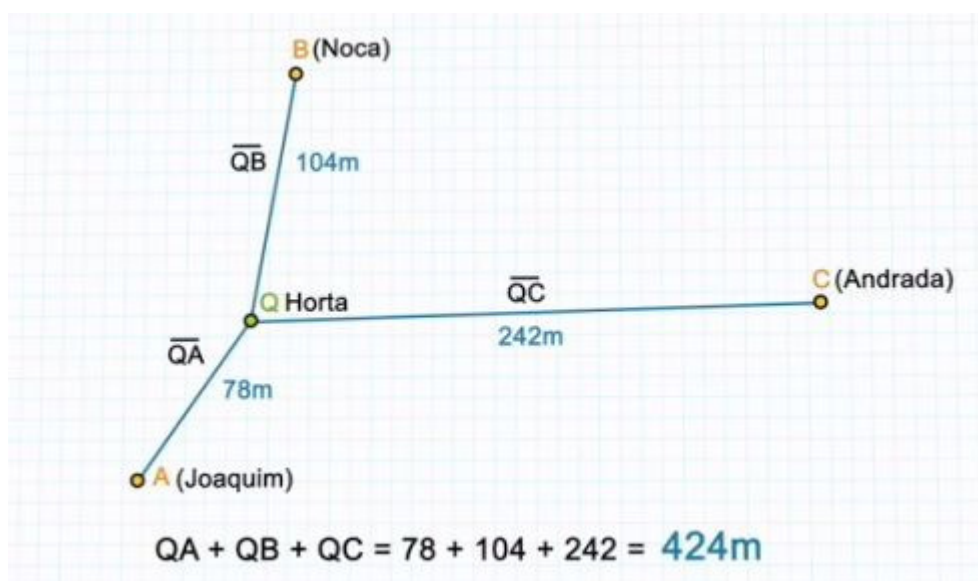 B (Noca)
QB 104m
Q Horta
QC
C (Andrada)
242m
QA
78m
A (Joaquim)
QA + QB + QC = 78 + 104 + 242 = 424m